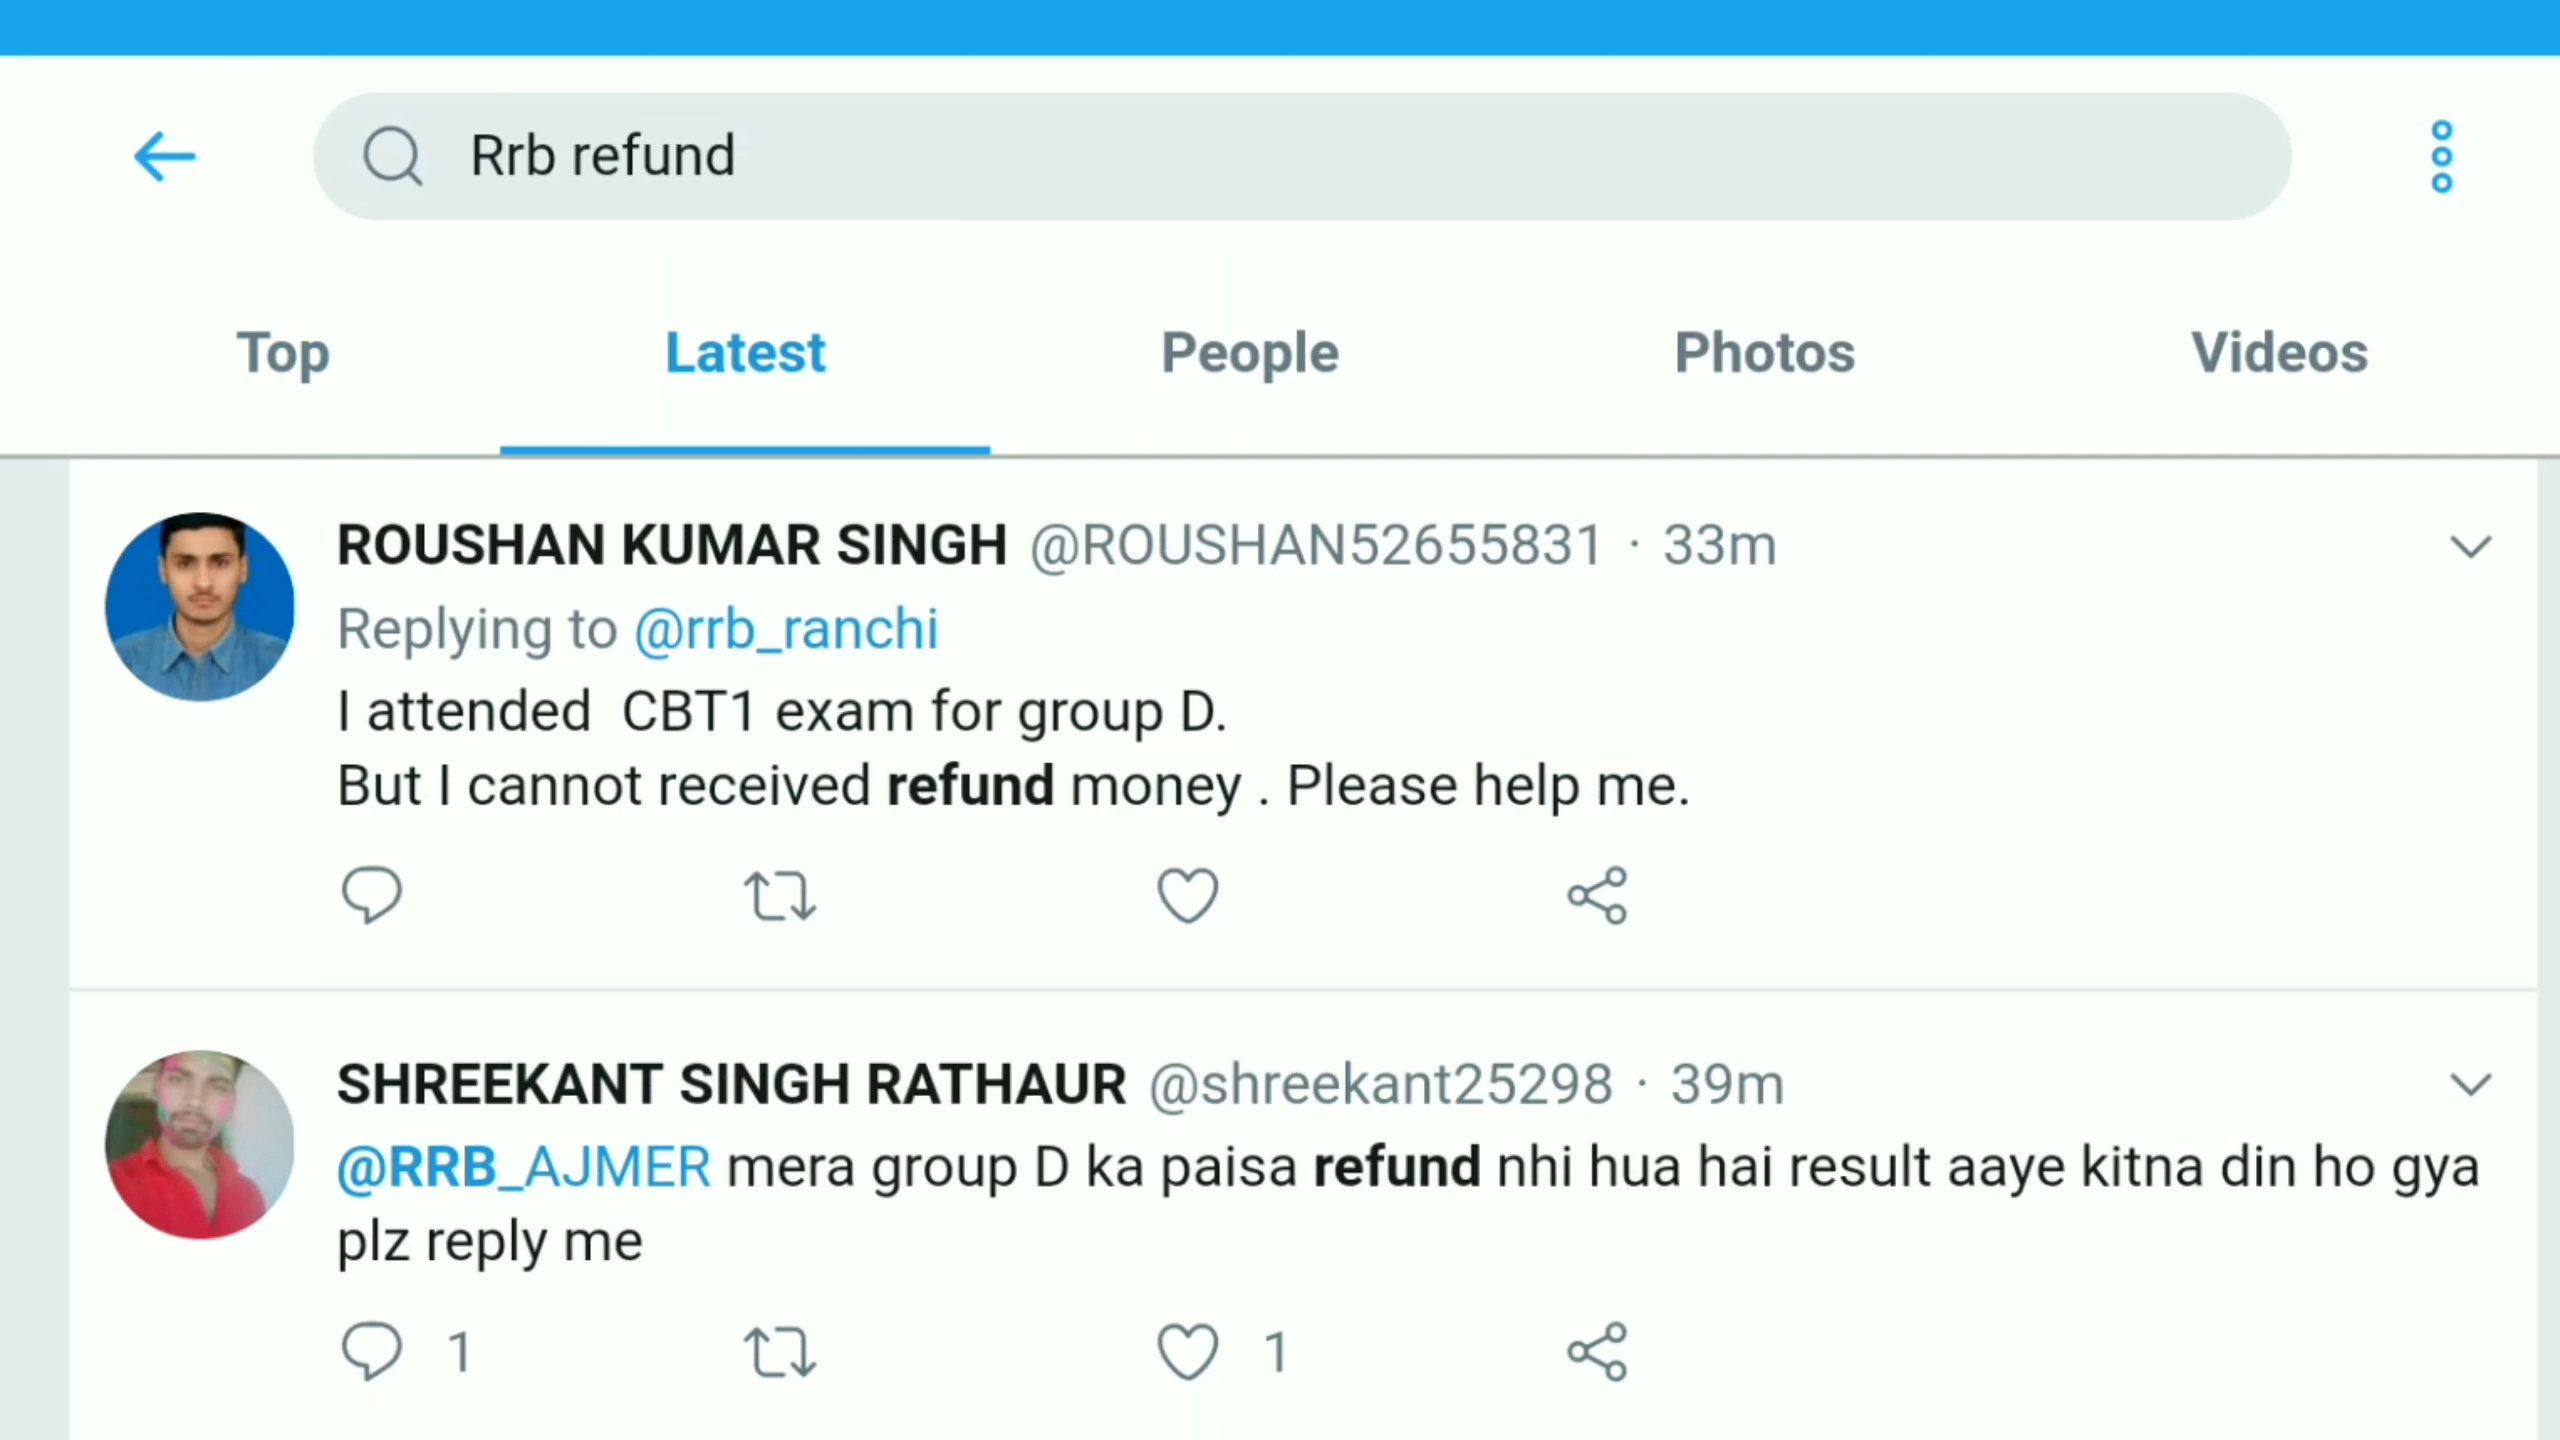 Rrb refund
Top Latest People Photos Videos
ROUSHAN KUMAR SINGH @ROUSHAN52655831 · 33m
Replying to @rrb_ranchi
I attended  CBT1 exam for group D.
But I cannot received refund money . Please help me.
SHREEKANT SINGH RATHAUR @shreekant25298 · 39m
@RRB_AJMER mera group D ka paisa refund nhi hua hai result aaye kitna din ho gya
plz reply me
1 1